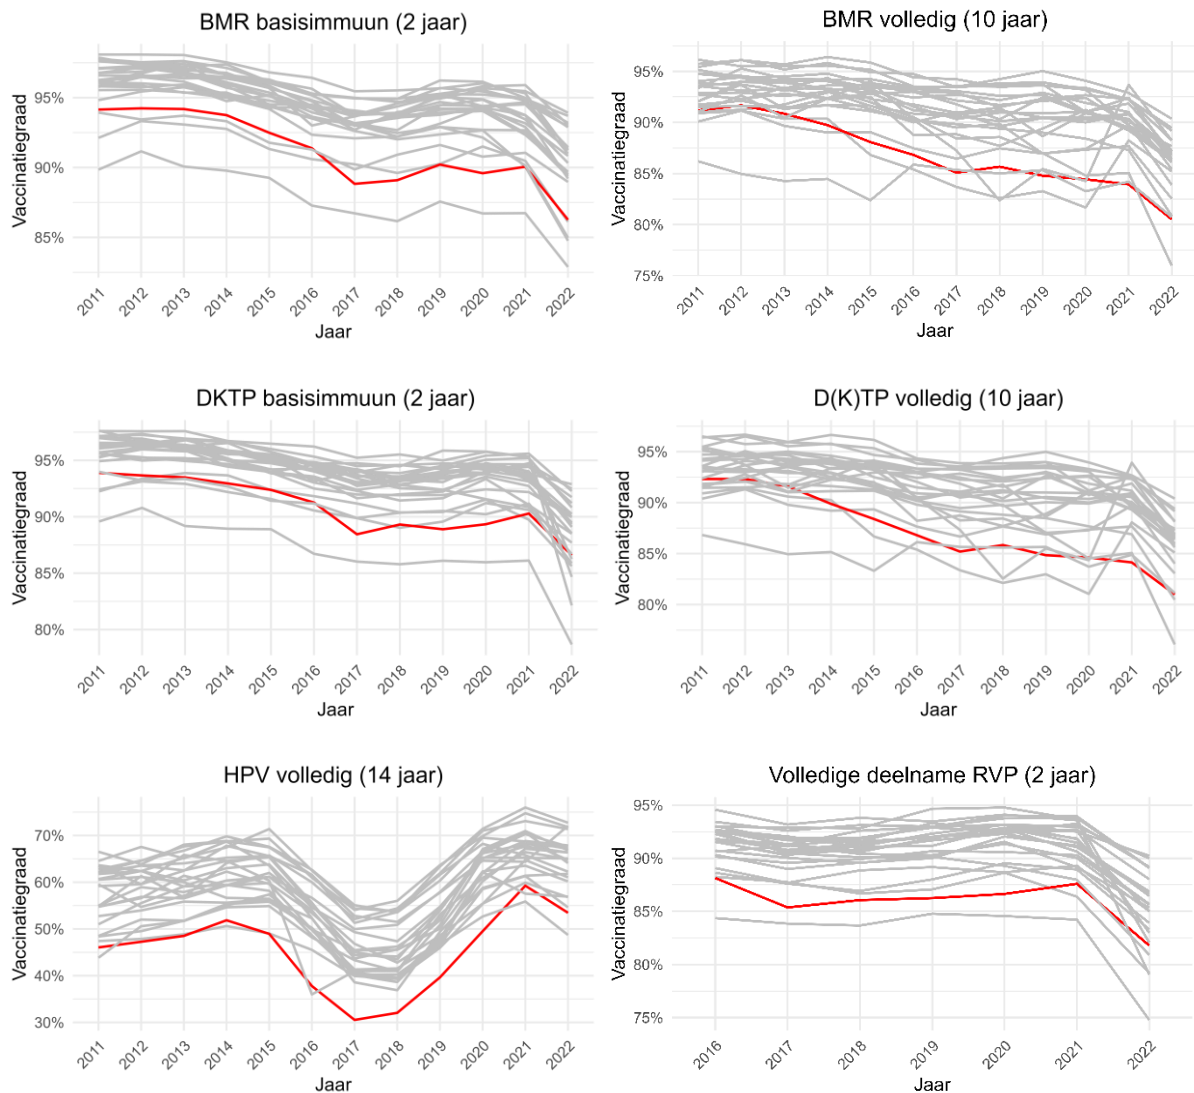 BMR basisimmuun (2 jaar)
Vaccinatiegraad
95%
90%
85%
2011 2012 2013 2014 2015 2016 2017 2018 2019 2020 2021 2022
Jaar
BMR volledig (10 jaar)
Vaccinatiegraad
95%
90%
85%
80%
75%
2011 2012 2013 2014 2015 2016 2017 2018 2019 2020 2021 2022
Jaar
DKTP basisimmuun (2 jaar)
Vaccinatiegraad
95%
90%
85%
80%
2011 2012 2013 2014 2015 2016 2017 2018 2019 2020 2021 2022
Jaar
D(K)TP volledig (10 jaar)
Vaccinatiegraad
95%
90%
85%
80%
2011 2012 2013 2014 2015 2016 2017 2018 2019 2020 2021 2022
Jaar
HPV volledig (14 jaar)
Vaccinatiegraad
70%
60%
50%
40%
30%
2011 2012 2013 2014 2015 2016 2017 2018 2019 2020 2021 2022
Jaar
Volledige deelname RVP (2 jaar)
Vaccinatiegraad
95%
90%
85%
80%
75%
2016 2017 2018 2019 2020 2021 2022
Jaar